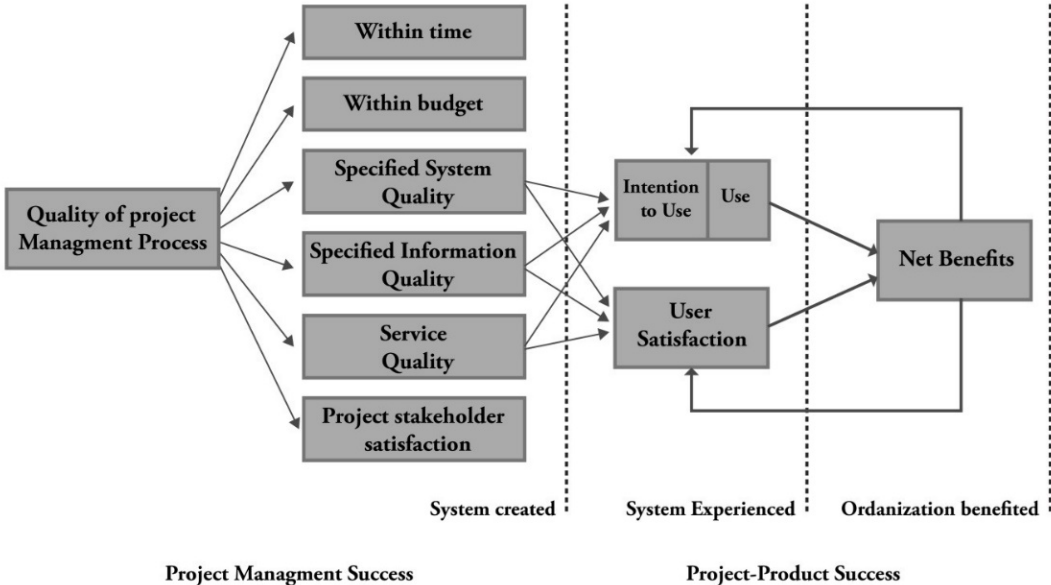 Within time
Within budget
Specified System
Quality
Quality of project
Managment Process
Specified Information
Quality
Service
Quality
Project stakeholder
satisfaction
Intention
to Use
Use
User
Satisfaction
Net Benefits
System created
System Experienced
Ordanization benefited
Project Managment Success
Project-Product Success